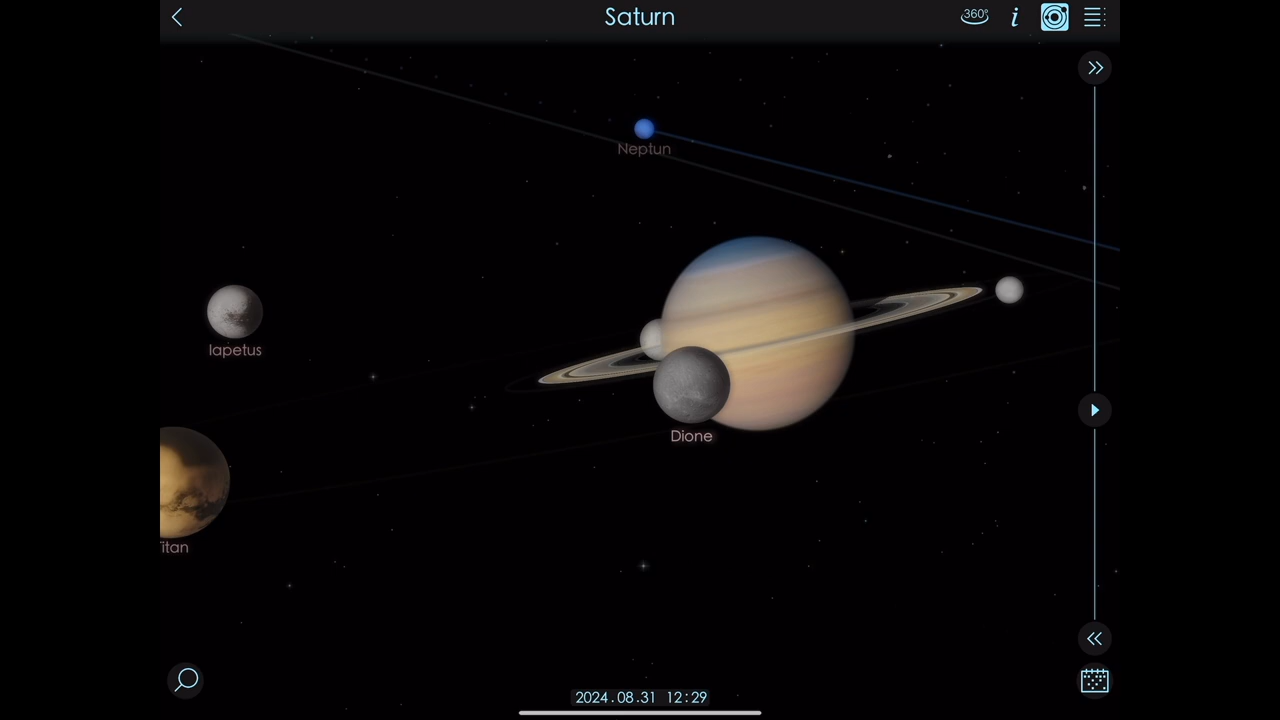 Saturn
360°
i
Neptun
Iapetus
Dione
itan
2024.08.31 12:29